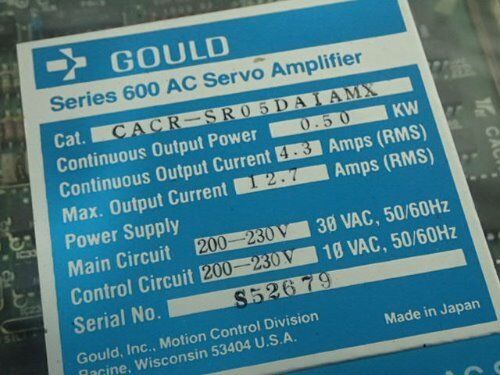 GOULD
Series 600 AC Servo Amplifier
Cat. CACR-SR05DA1AMX
Continuous Output Power 0.50 KW
Continuous Output Current 4.3 Amps (RMS)
Max. Output Current 12.7 Amps (RMS)
Power Supply
Main Circuit 200-230V 3Ø VAC, 50/60Hz
Control Circuit 200-230V 1Ø VAC, 50/60Hz
Serial No. S52679
Gould, Inc., Motion Control Division
Racine, Wisconsin 53404 U.S.A.
Made in Japan